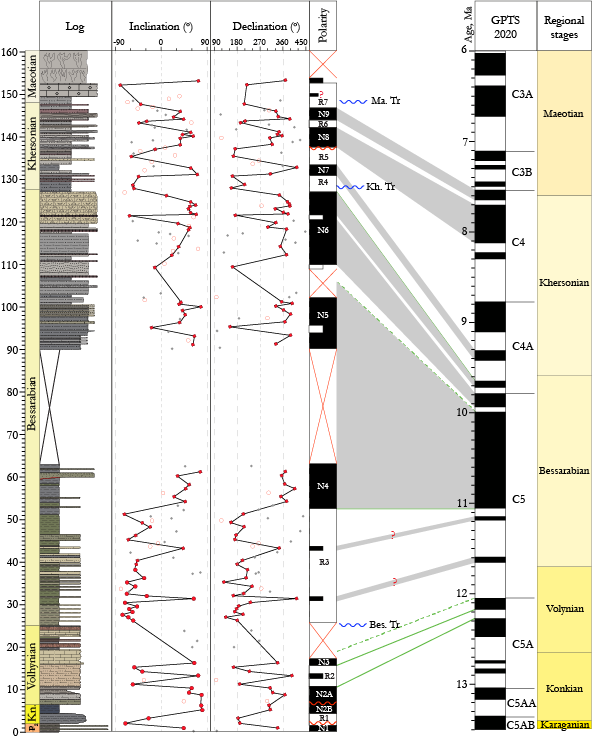 Log
Inclination (°)
Declination (°)
Polarity
Age, Ma
GPTS
2020
Regional
stages
-90 0 90
90 180 270 360 450
160
150
140
130
120
110
100
90
80
70
60
50
40
30
20
10
0
Maeotian
Khersonian
Bessarabian
Volhynian
Kn
?
R7
N9
R6
N8
R5
N7
R4
N6
N5
N4
R3
N3
R2
N2A
N2B
R1
N1
Ma. Tr
Kh. Tr
Bes. Tr
?
?
6
7
8
9
10
11
12
13
C3A
C3B
C4
C4A
C5
C5A
C5AA
C5AB
Maeotian
Khersonian
Bessarabian
Volynian
Konkian
Karaganian